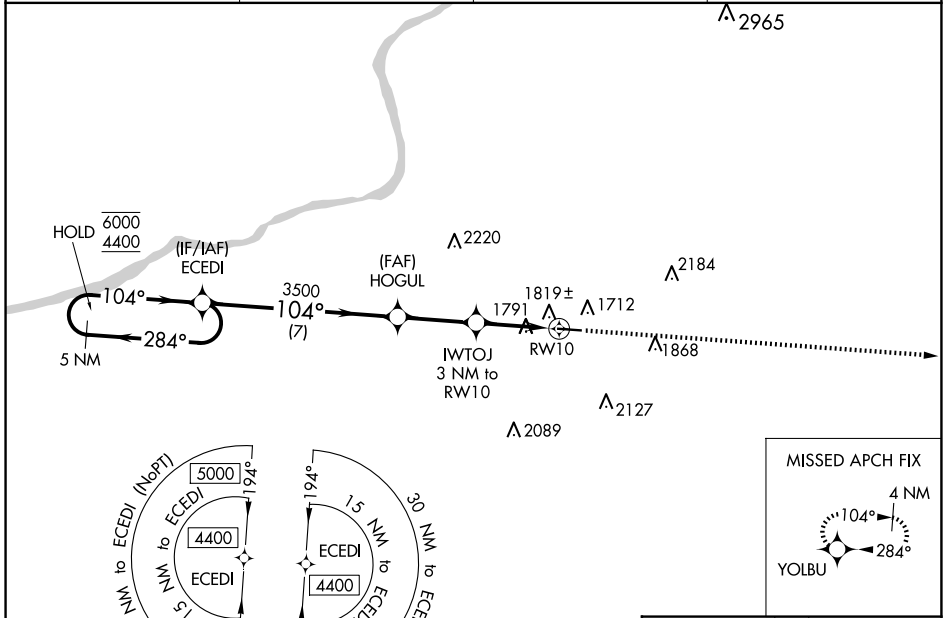 2965
HOLD 6000
4400
(IF/IAF)
ECEDI
2220
(FAF)
HOGUL
2184
104°
3500
104°
(7)
1791
1819±
1712
284°
5 NM
IWTOJ
3 NM to
RW10
RW10
1868
2127
2089
NM to ECEDI (NoPT)
5000
194°
15 NM to ECEDI
4400
ECEDI
194°
30 NM to
15 NM to
ECEDI
4400
MISSED APCH FIX
4 NM
104°
284°
YOLBU